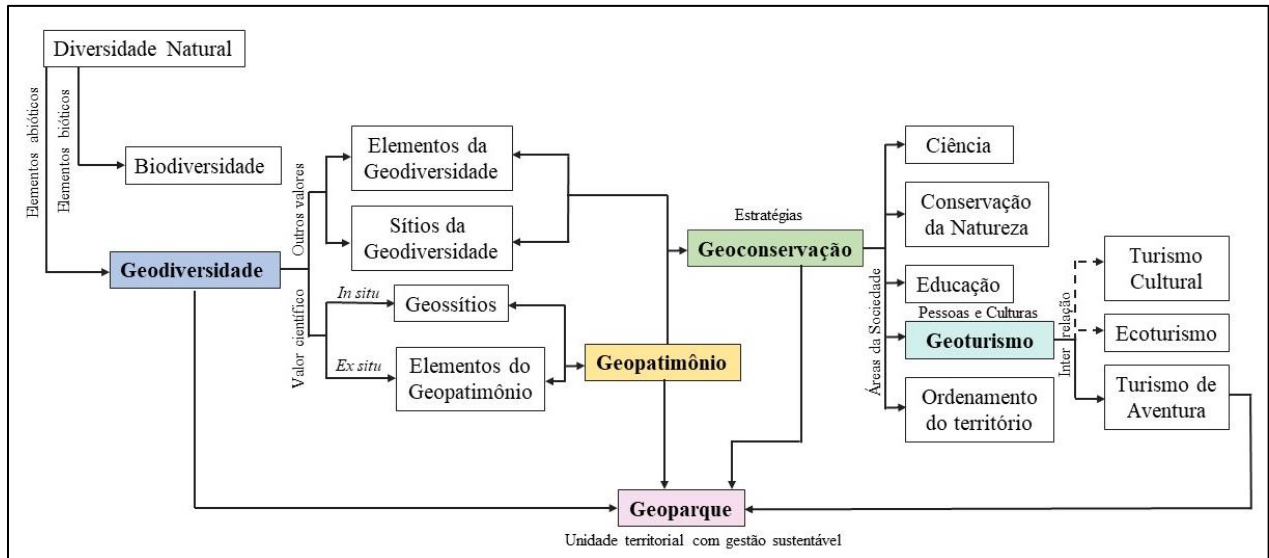 Diversidade Natural
Elementos abióticos
Elementos bióticos
Biodiversidade
Geodiversidade
Outros valores
Valor científico
Elementos da
Geodiversidade
Sítios da
Geodiversidade
In situ
Geossítios
Ex situ
Elementos do
Geopatimônio
Geopatimônio
Estratégias
Geoconservação
Áreas da Sociedade
Ciência
Conservação
da Natureza
Educação
Pessoas e Culturas
Geoturismo
Ordenamento
do território
Inter relação
Turismo
Cultural
Ecoturismo
Turismo de
Aventura
Geoparque
Unidade territorial com gestão sustentável